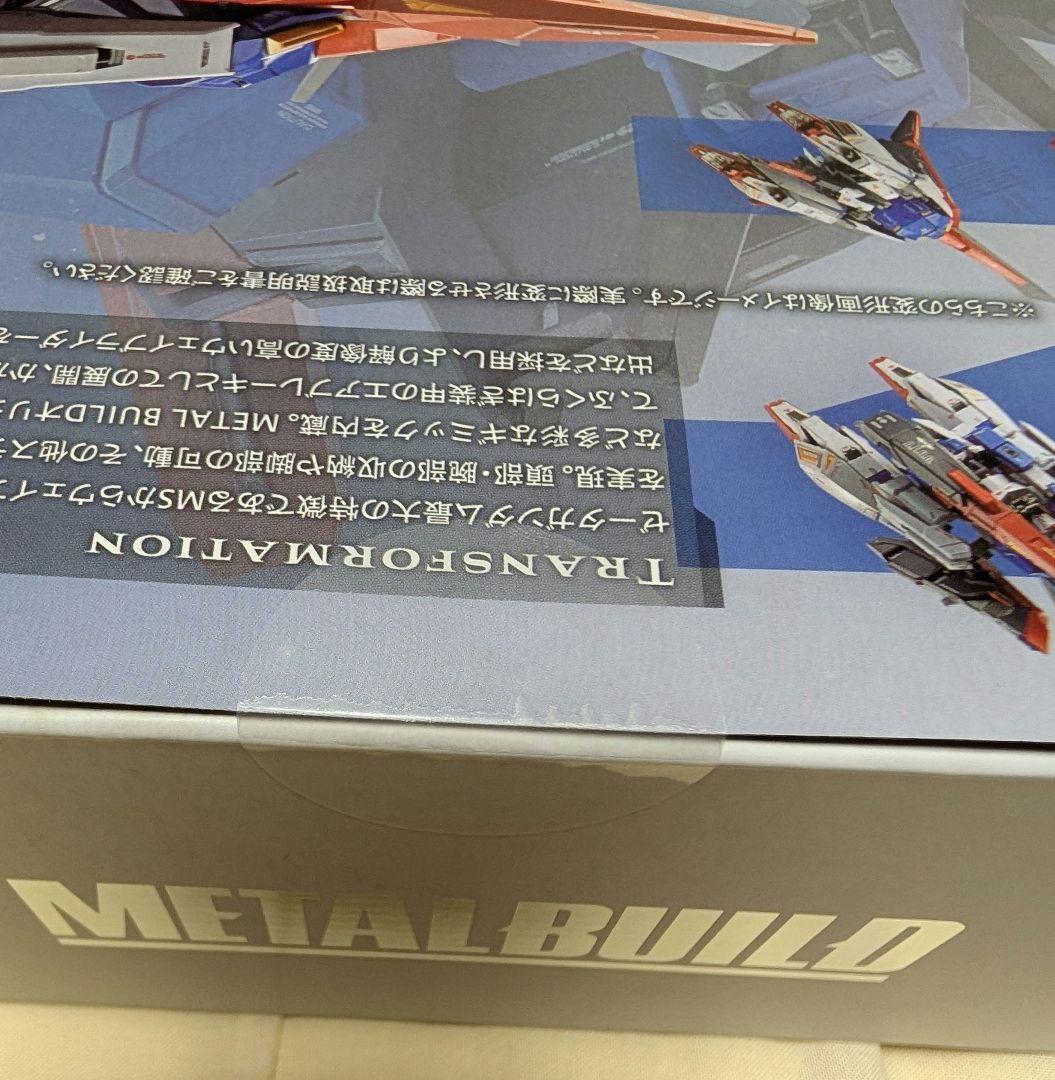 TRANSFORMATION
ゼータガンダム最大の特徴であるMSからウェイ
を実現。頭部・腕部の収納や脚部の可動、その他ス
など多彩なギミックを内蔵。METAL BUILDオリ
て、ふくらはぎ装甲のエアブレーキとしての展開、か
出などを採用し、より解像度の高いウェイブライダーを
※こちらの変形画像はイメージです。実際に変形させる際は取扱説明書をご確認ください。
METAL BUILD